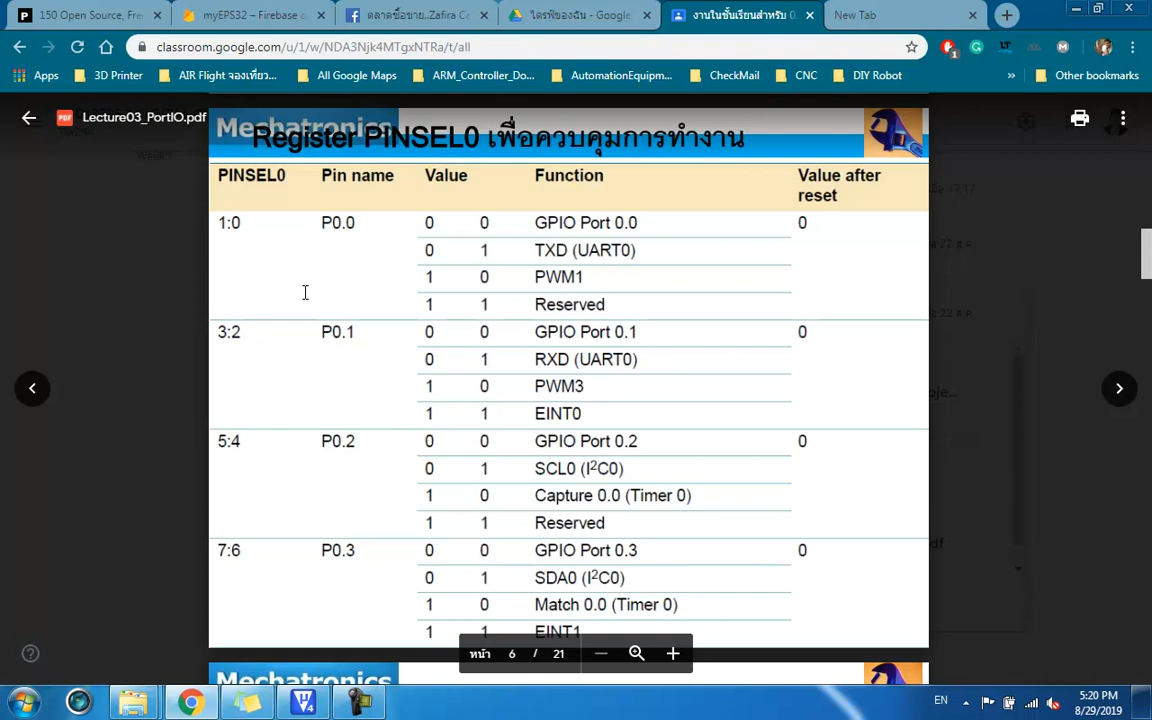 150 Open Source, Fre
myEPS32 – Firebase c
ตลาดซื้อขาย..Zafira C
ไดรฟ์ของฉัน - Google
งานในชั้นเรียนสำหรับ 0
New Tab
classroom.google.com/u/1/w/NDA3Njk4MTgxNTRa/t/all
Apps 3D Printer AIR Flight จองเที่ยว... All Google Maps ARM_Controller_Do... AutomationEquipm... CheckMail CNC DIY Robot » Other bookmarks
PDF Lecture03_PortIO.pdf
Mechatronics
Register PINSEL0 เพื่อควบคุมการทำงาน
PINSEL0 Pin name Value Function Value after
reset
1:0 P0.0 0 0 GPIO Port 0.0 0
0 1 TXD (UART0)
1 0 PWM1
1 1 Reserved
3:2 P0.1 0 0 GPIO Port 0.1 0
0 1 RXD (UART0)
1 0 PWM3
1 1 EINT0
5:4 P0.2 0 0 GPIO Port 0.2 0
0 1 SCL0 (I²C0)
1 0 Capture 0.0 (Timer 0)
1 1 Reserved
7:6 P0.3 0 0 GPIO Port 0.3 0
0 1 SDA0 (I²C0)
1 0 Match 0.0 (Timer 0)
1 1 EINT1
หน้า 6 / 21
Mechatronics
EN
5:20 PM
8/29/2019